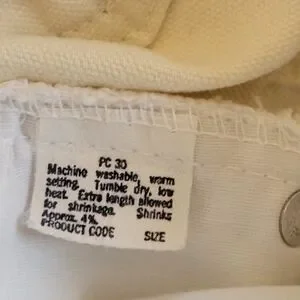 PC 30
Machine washable, warm
setting. Tumble dry, low
heat. Extra length allowed
for shrinkage. Shrinks
Approx. 4%.
PRODUCT CODE SIZE